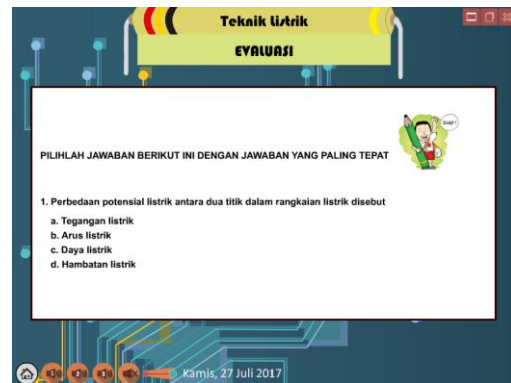 Teknik Listrik
EVALUASI
PILIHLAH JAWABAN BERIKUT INI DENGAN JAWABAN YANG PALING TEPAT
1. Perbedaan potensial listrik antara dua titik dalam rangkaian listrik disebut
a. Tegangan listrik
b. Arus listrik
c. Daya listrik
d. Hambatan listrik
Kamis, 27 Juli 2017